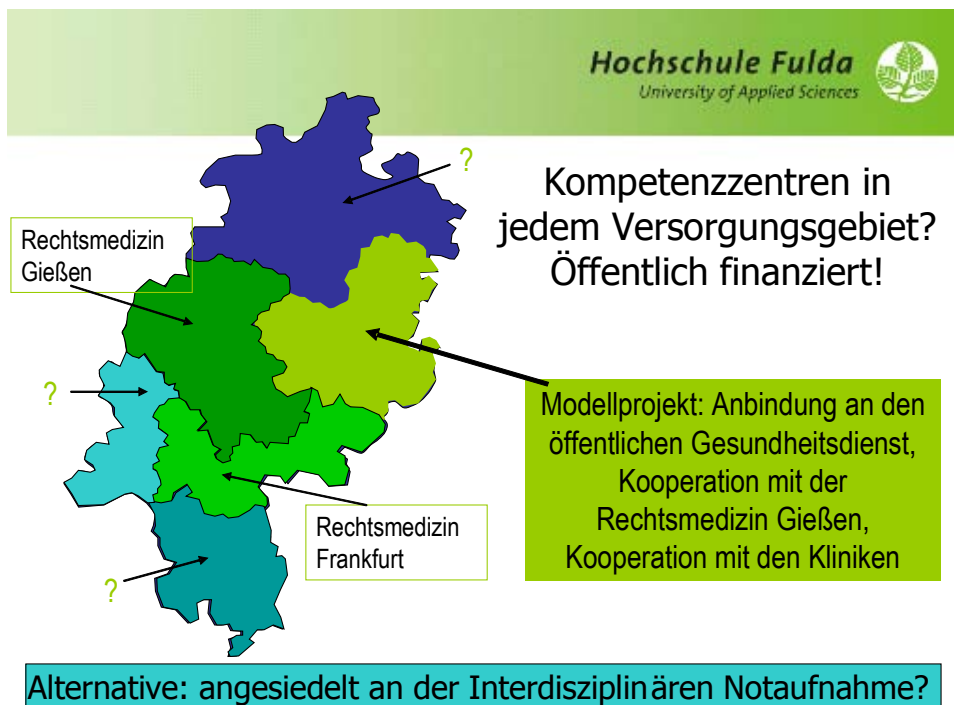 Hochschule Fulda
University of Applied Sciences
?
Kompetenzzentren in
jedem Versorgungsgebiet?
Öffentlich finanziert!
Rechtsmedizin
Gießen
?
Modellprojekt: Anbindung an den
öffentlichen Gesundheitsdienst,
Kooperation mit der
Rechtsmedizin Gießen,
Kooperation mit den Kliniken
Rechtsmedizin
Frankfurt
?
Alternative: angesiedelt an der Interdisziplinären Notaufnahme?